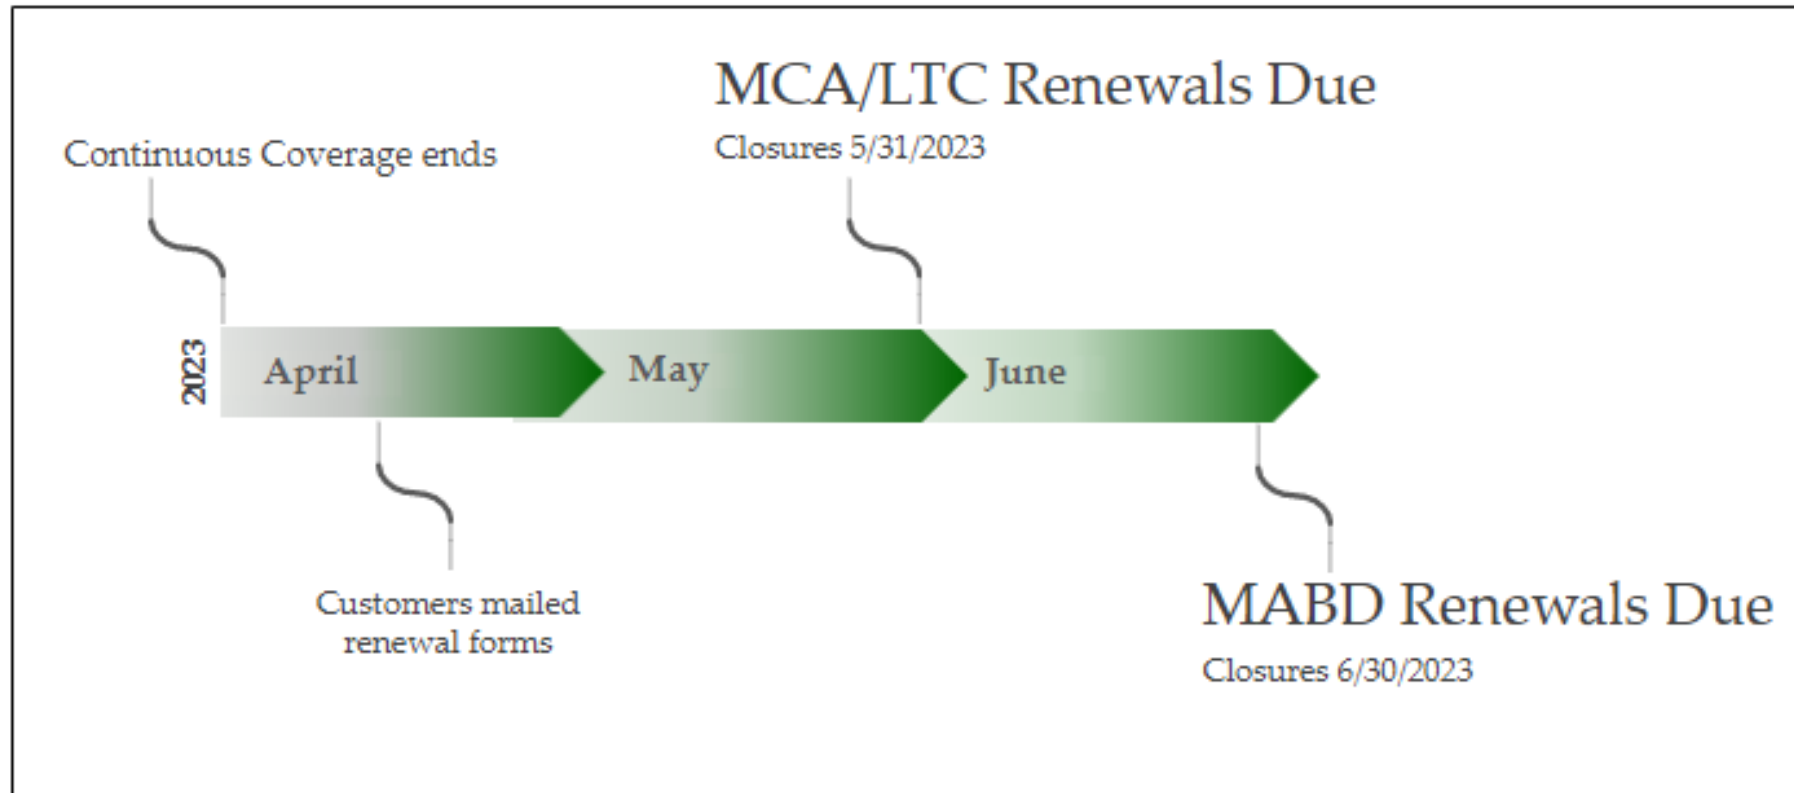 MCA/LTC Renewals Due
Closures 5/31/2023
Continuous Coverage ends
2023
April
May
June
Customers mailed
renewal forms
MABD Renewals Due
Closures 6/30/2023